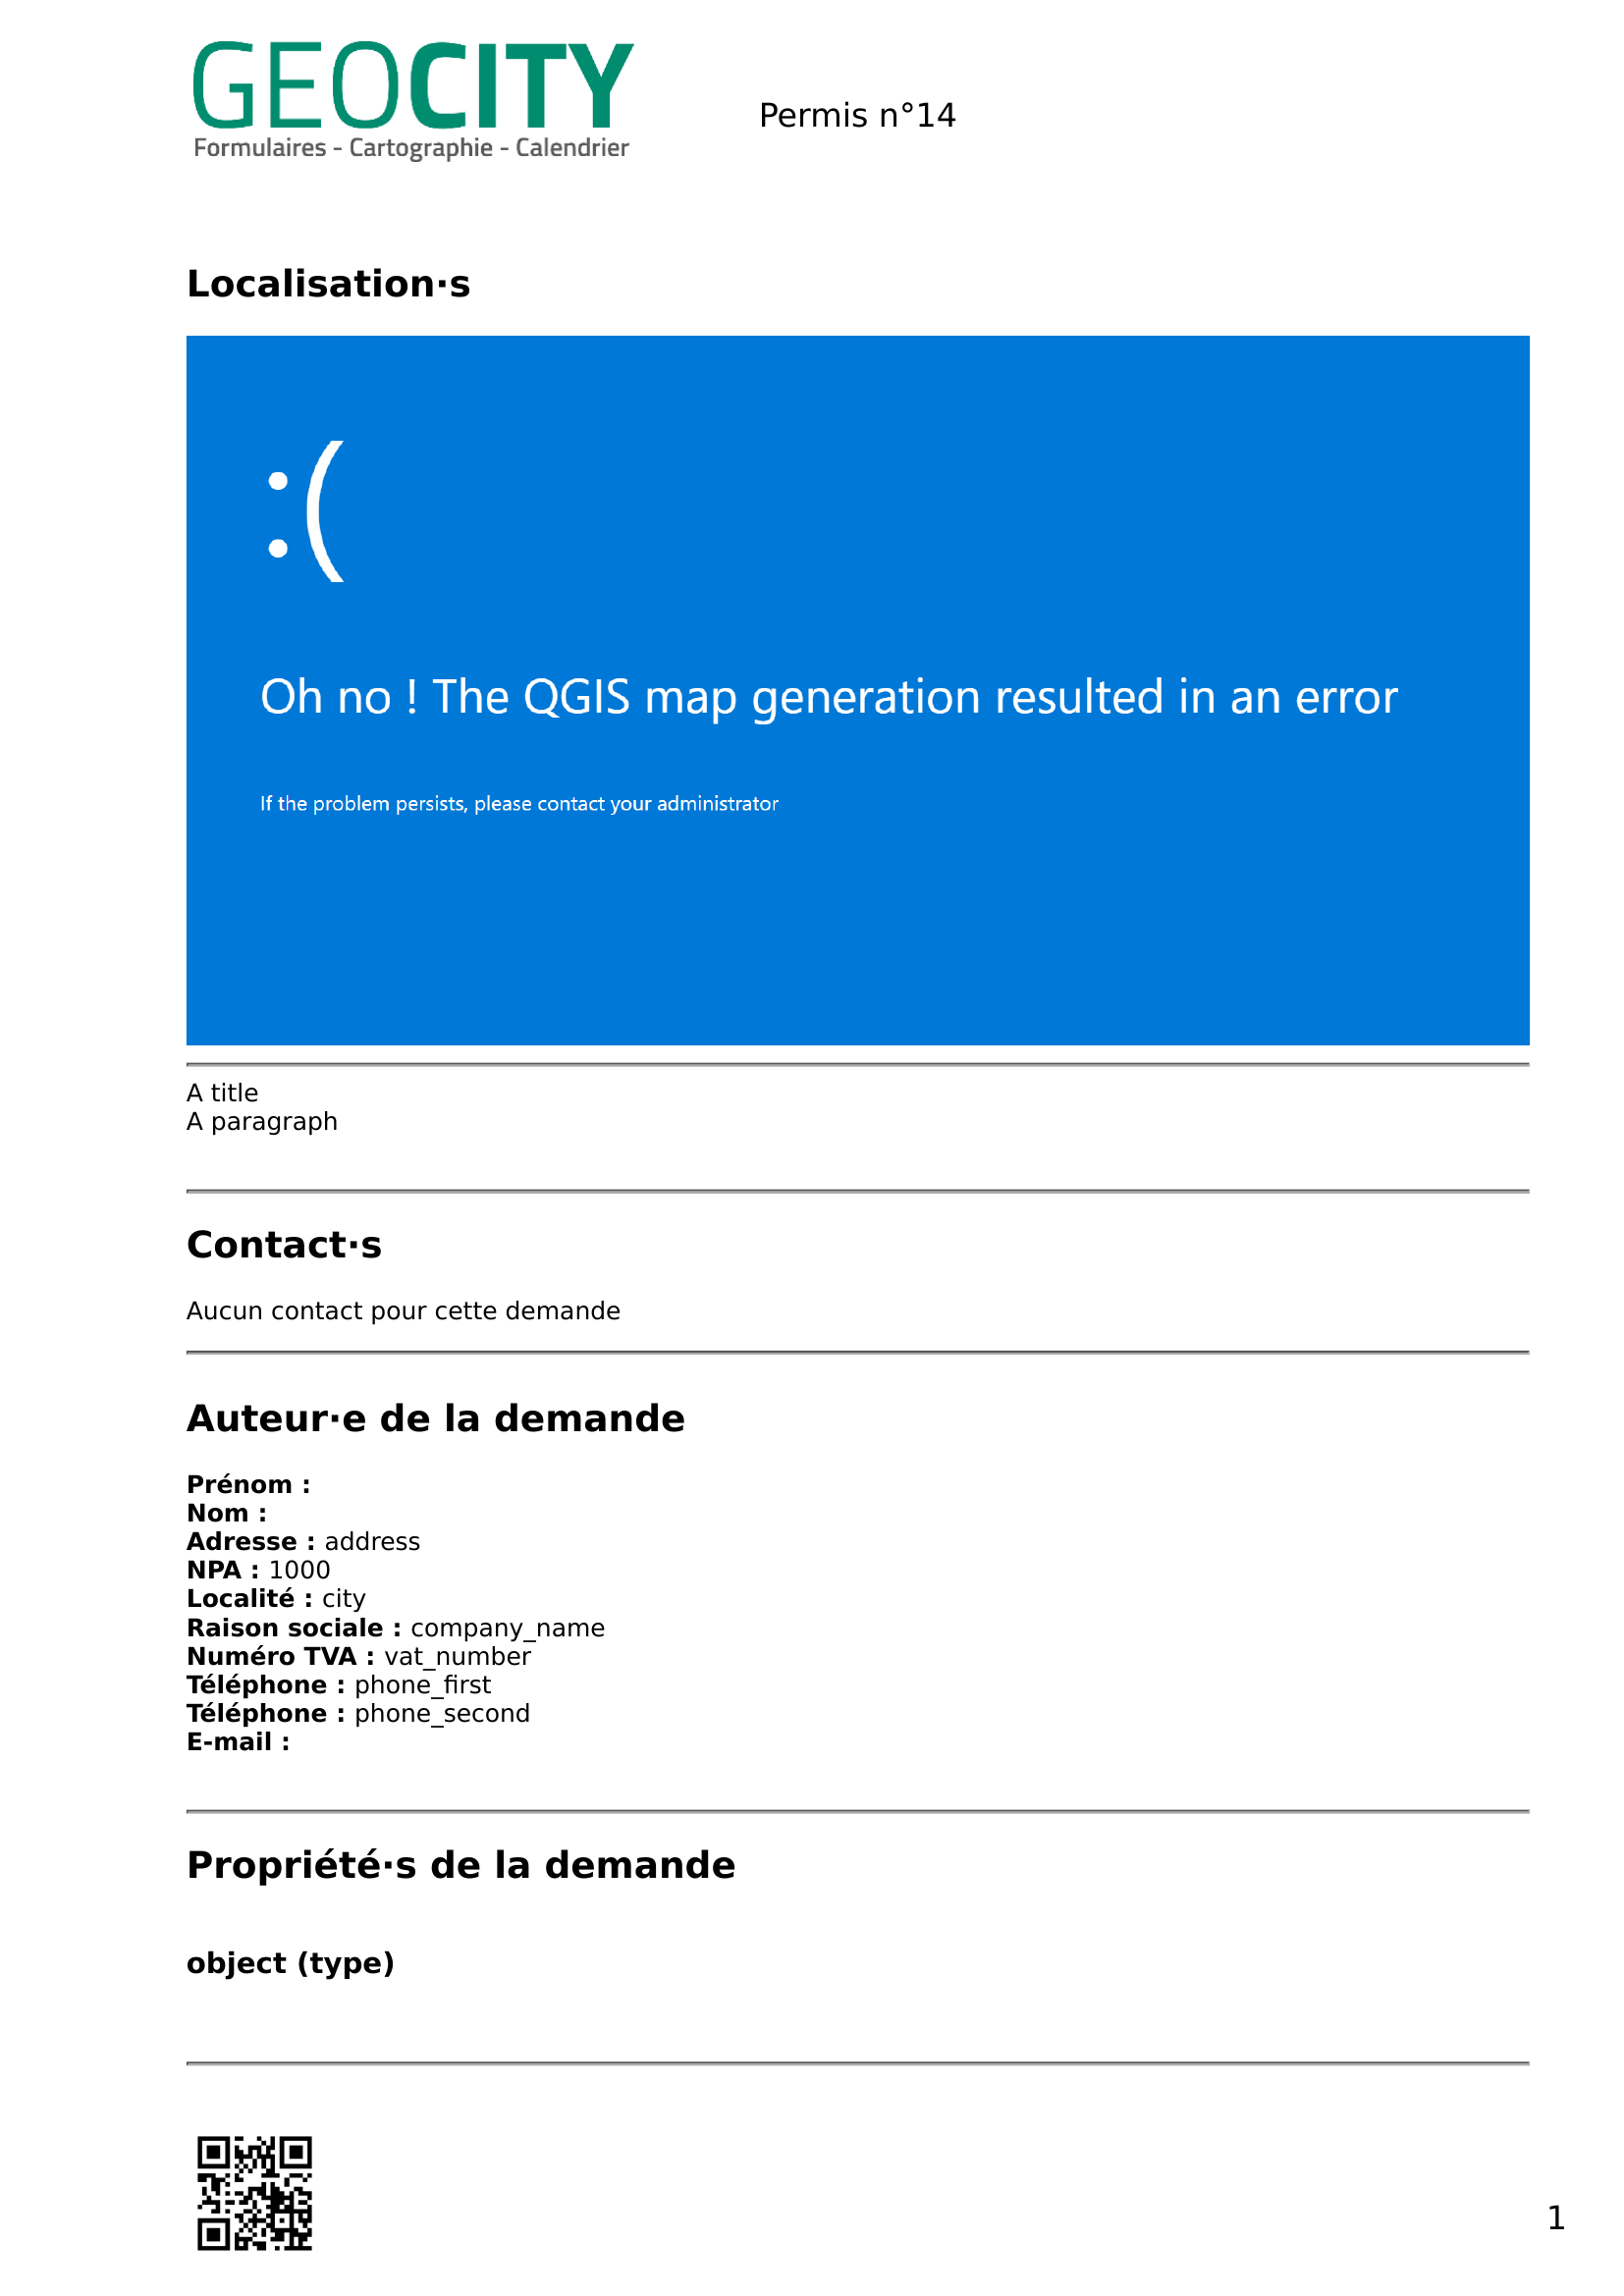 GEOCITY
Formulaires - Cartographie - Calendrier
Permis n°14
Localisation·s
:(
Oh no ! The QGIS map generation resulted in an error
If the problem persists, please contact your administrator
A title
A paragraph
Contact·s
Aucun contact pour cette demande
Auteur·e de la demande
Prénom :
Nom :
Adresse : address
NPA : 1000
Localité : city
Raison sociale : company_name
Numéro TVA : vat_number
Téléphone : phone_first
Téléphone : phone_second
E-mail :
Propriété·s de la demande
object (type)
1